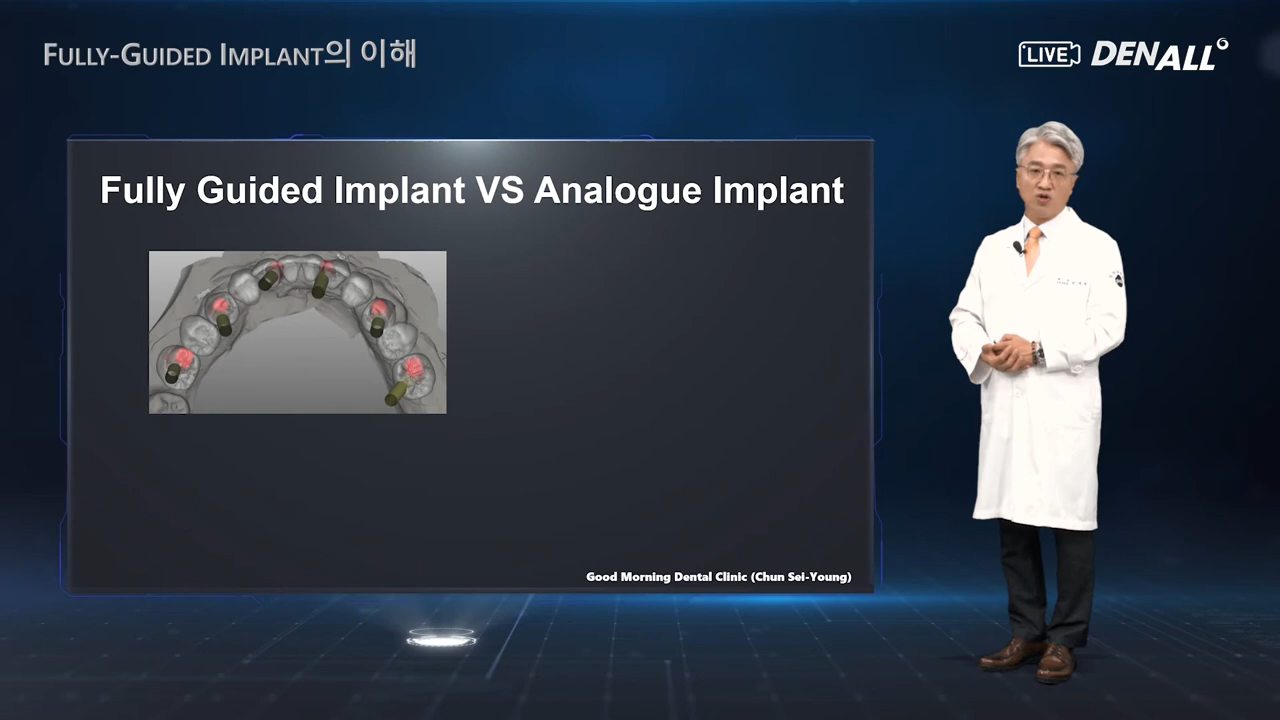 Fully-Guided Implant의 이해
LIVE DENALL
Fully Guided Implant VS Analogue Implant
Good Morning Dental Clinic (Chun Sei-Young)